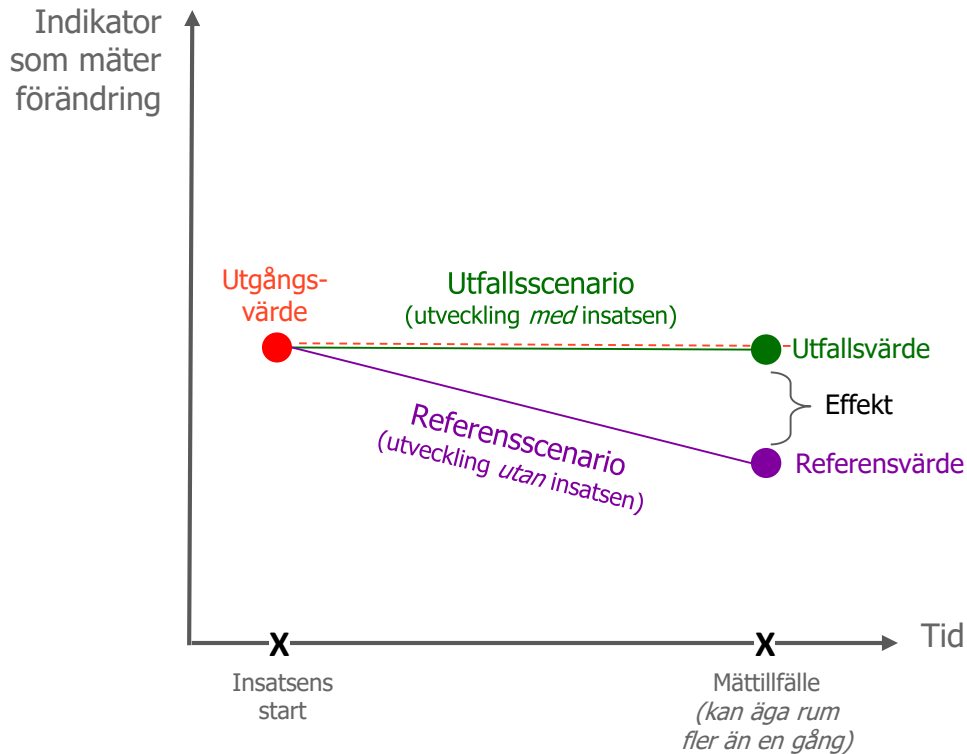 Indikator
som mäter
förändring
Utgångs-
värde
Utfallsscenario
(utveckling med insatsen)
Utfallsvärde
Effekt
Referensscenario
(utveckling utan insatsen)
Referensvärde
X
X
Tid
Insatsens
start
Mättillfälle
(kan äga rum
fler än en gång)